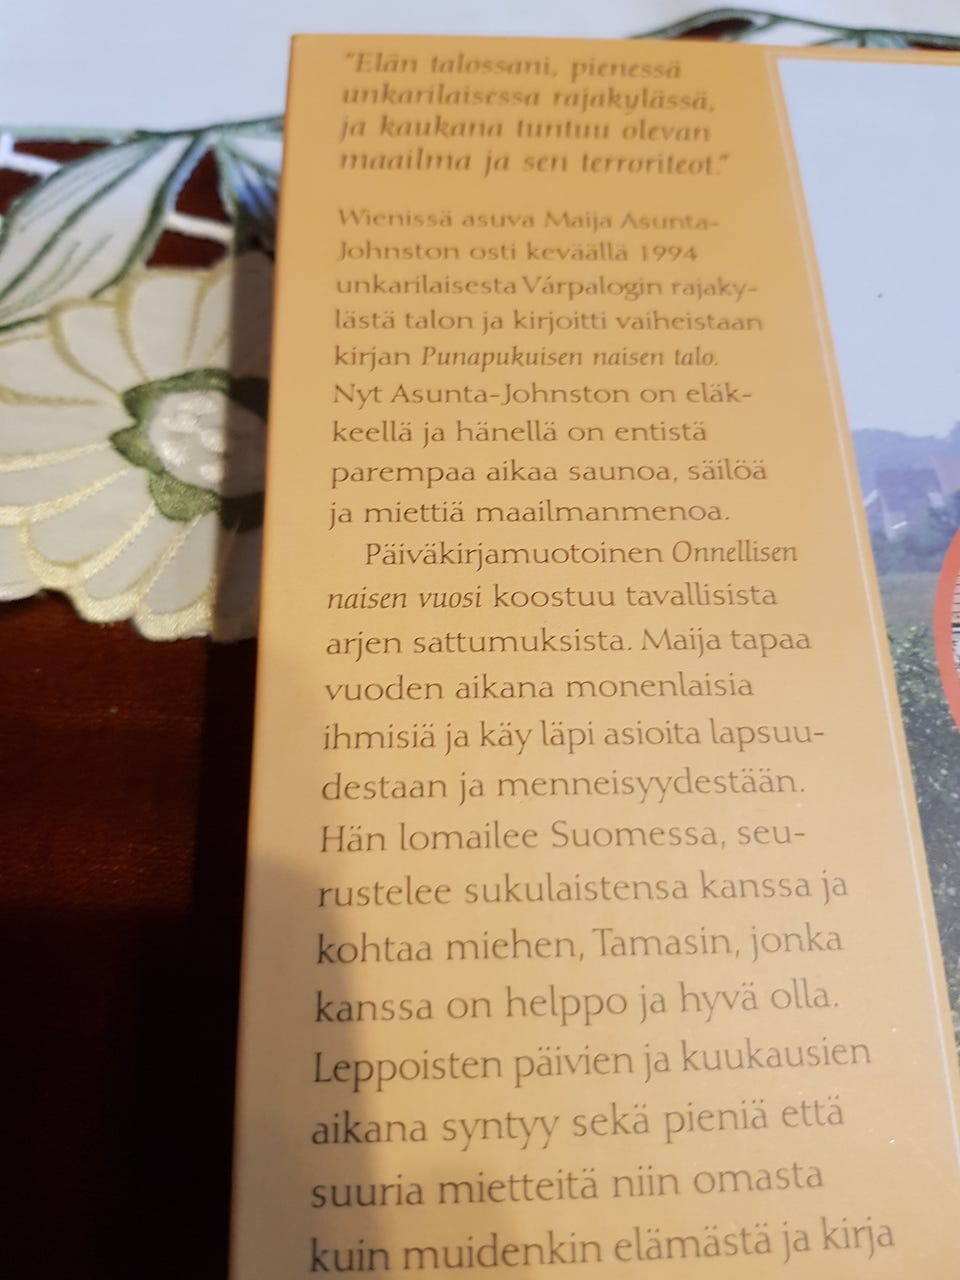 "Elän talossani, pienessä
unkarilaisessa rajakylässä,
ja kaukana tuntuu olevan
maailma ja sen terroriteot."
Wienissä asuva Maija Asunta-
Johnston osti keväällä 1994
unkarilaisesta Várpalogin rajaky-
lästä talon ja kirjoitti vaiheistaan
kirjan Punapukuisen naisen talo.
Nyt Asunta-Johnston on eläk-
keellä ja hänellä on entistä
parempaa aikaa saunoa, säilöä
ja miettiä maailmanmenoa.
Päiväkirjamuotoinen Onnellisen
naisen vuosi koostuu tavallisista
arjen sattumuksista. Maija tapaa
vuoden aikana monenlaisia
ihmisiä ja käy läpi asioita lapsuu-
destaan ja menneisyydestään.
Hän lomailee Suomessa, seu-
rustelee sukulaistensa kanssa ja
kohtaa miehen, Tamasin, jonka
kanssa on helppo ja hyvä olla.
Leppoisten päivien ja kuukausien
aikana syntyy sekä pieniä että
suuria mietteitä niin omasta
kuin muidenkin elämästä ja kirja